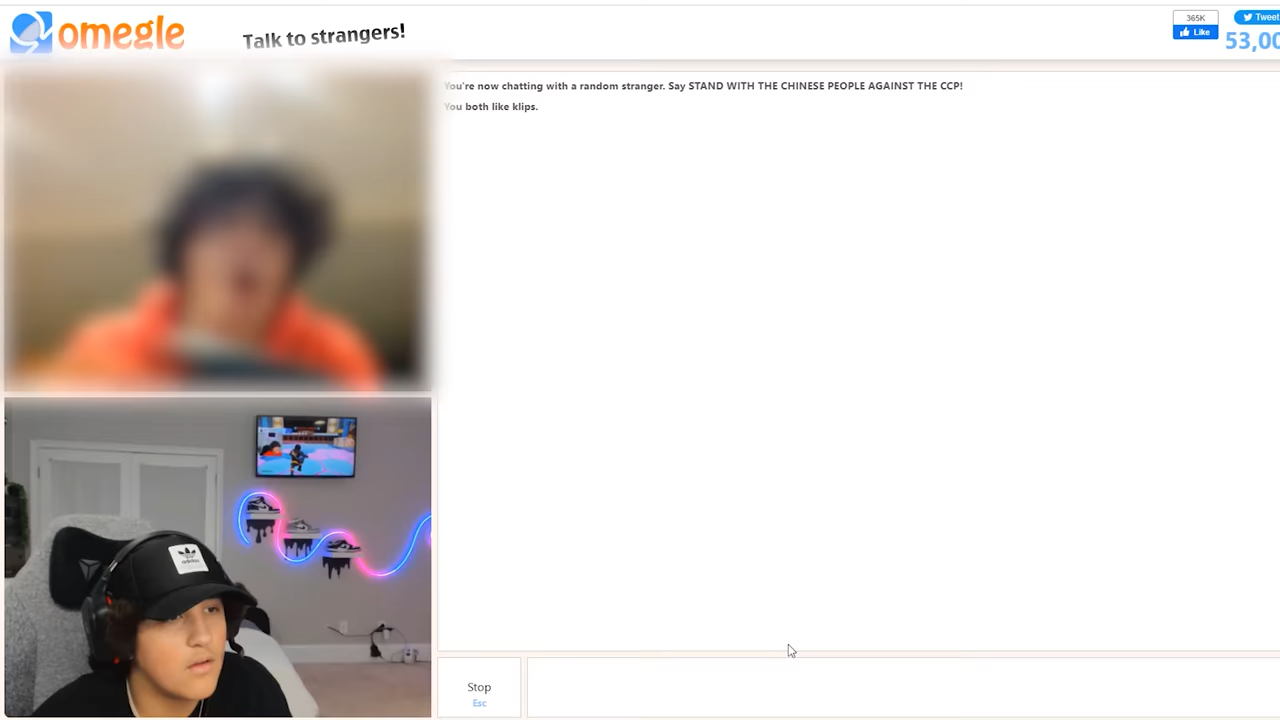 omegle
Talk to strangers!
365K
Like
Tweet
53,00
You're now chatting with a random stranger. Say STAND WITH THE CHINESE PEOPLE AGAINST THE CCP!
You both like klips.
adidas
Stop
Esc